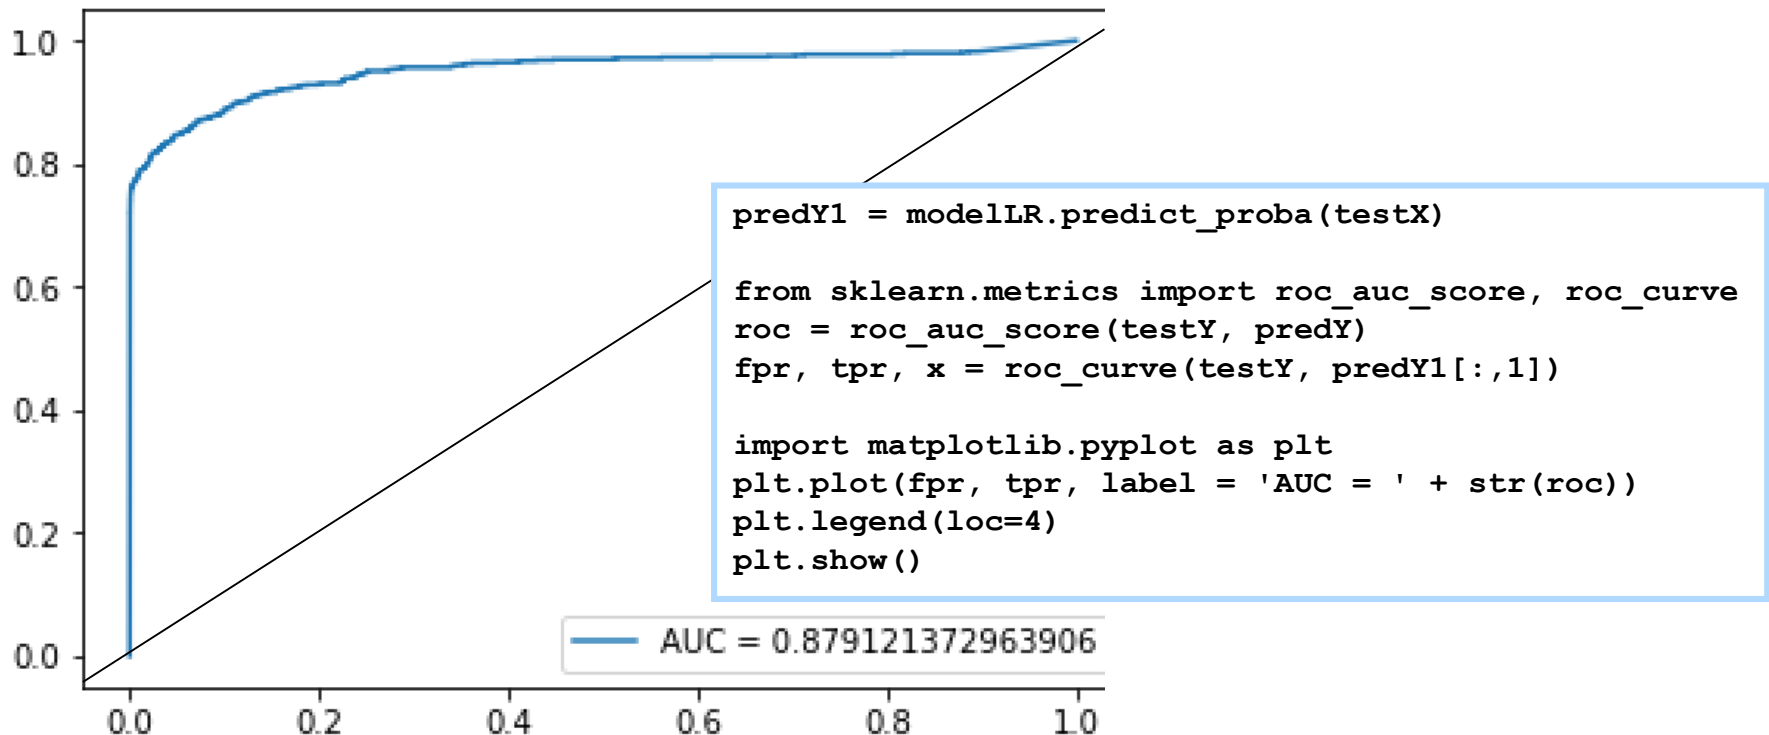 1.0
0.8
0.6
0.4
0.2
0.0
predY1 = modelLR.predict_proba(testX)
from sklearn.metrics import roc_auc_score, roc_curve
roc = roc_auc_score(testY, predY)
fpr, tpr, x = roc_curve(testY, predY1[:,1])
import matplotlib.pyplot as plt
plt.plot(fpr, tpr, label = 'AUC = ' + str(roc))
plt.legend(loc=4)
plt.show()
AUC = 0.879121372963906
0.0 0.2 0.4 0.6 0.8 1.0